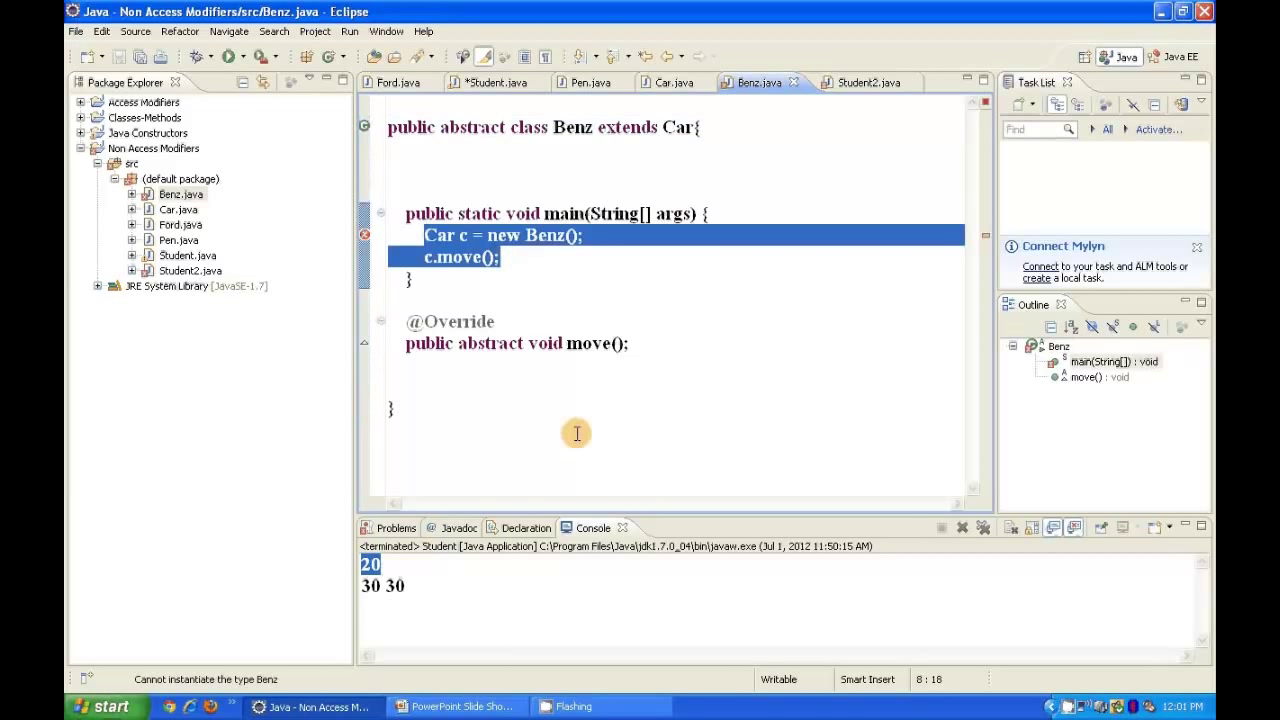 Java - Non Access Modifiers/src/Benz.java - Eclipse
File Edit Source Refactor Navigate Search Project Run Window Help
Java Java EE
Package Explorer
Access Modifiers
Classes-Methods
Java Constructors
Non Access Modifiers
src
(default package)
Benz.java
Car.java
Ford.java
Pen.java
Student.java
Student2.java
JRE System Library [JavaSE-1.7]
Ford.java *Student.java Pen.java Car.java Benz.java Student2.java
public abstract class Benz extends Car{
public static void main(String[] args) {
Car c = new Benz();
c.move();
}
@Override
public abstract void move();
}
Task List
Find All Activate...
Connect Mylyn
Connect to your task and ALM tools or
create a local task.
Outline
Benz
main(String[]) : void
move() : void
Problems @ Javadoc Declaration Console
<terminated> Student [Java Application] C:\Program Files\Java\jdk1.7.0_04\bin\javaw.exe (Jul 1, 2012 11:50:15 AM)
20
30 30
Cannot instantiate the type Benz Writable Smart Insert 8 : 18
start Java - Non Access M... PowerPoint Slide Sho... Flashing 12:01 PM